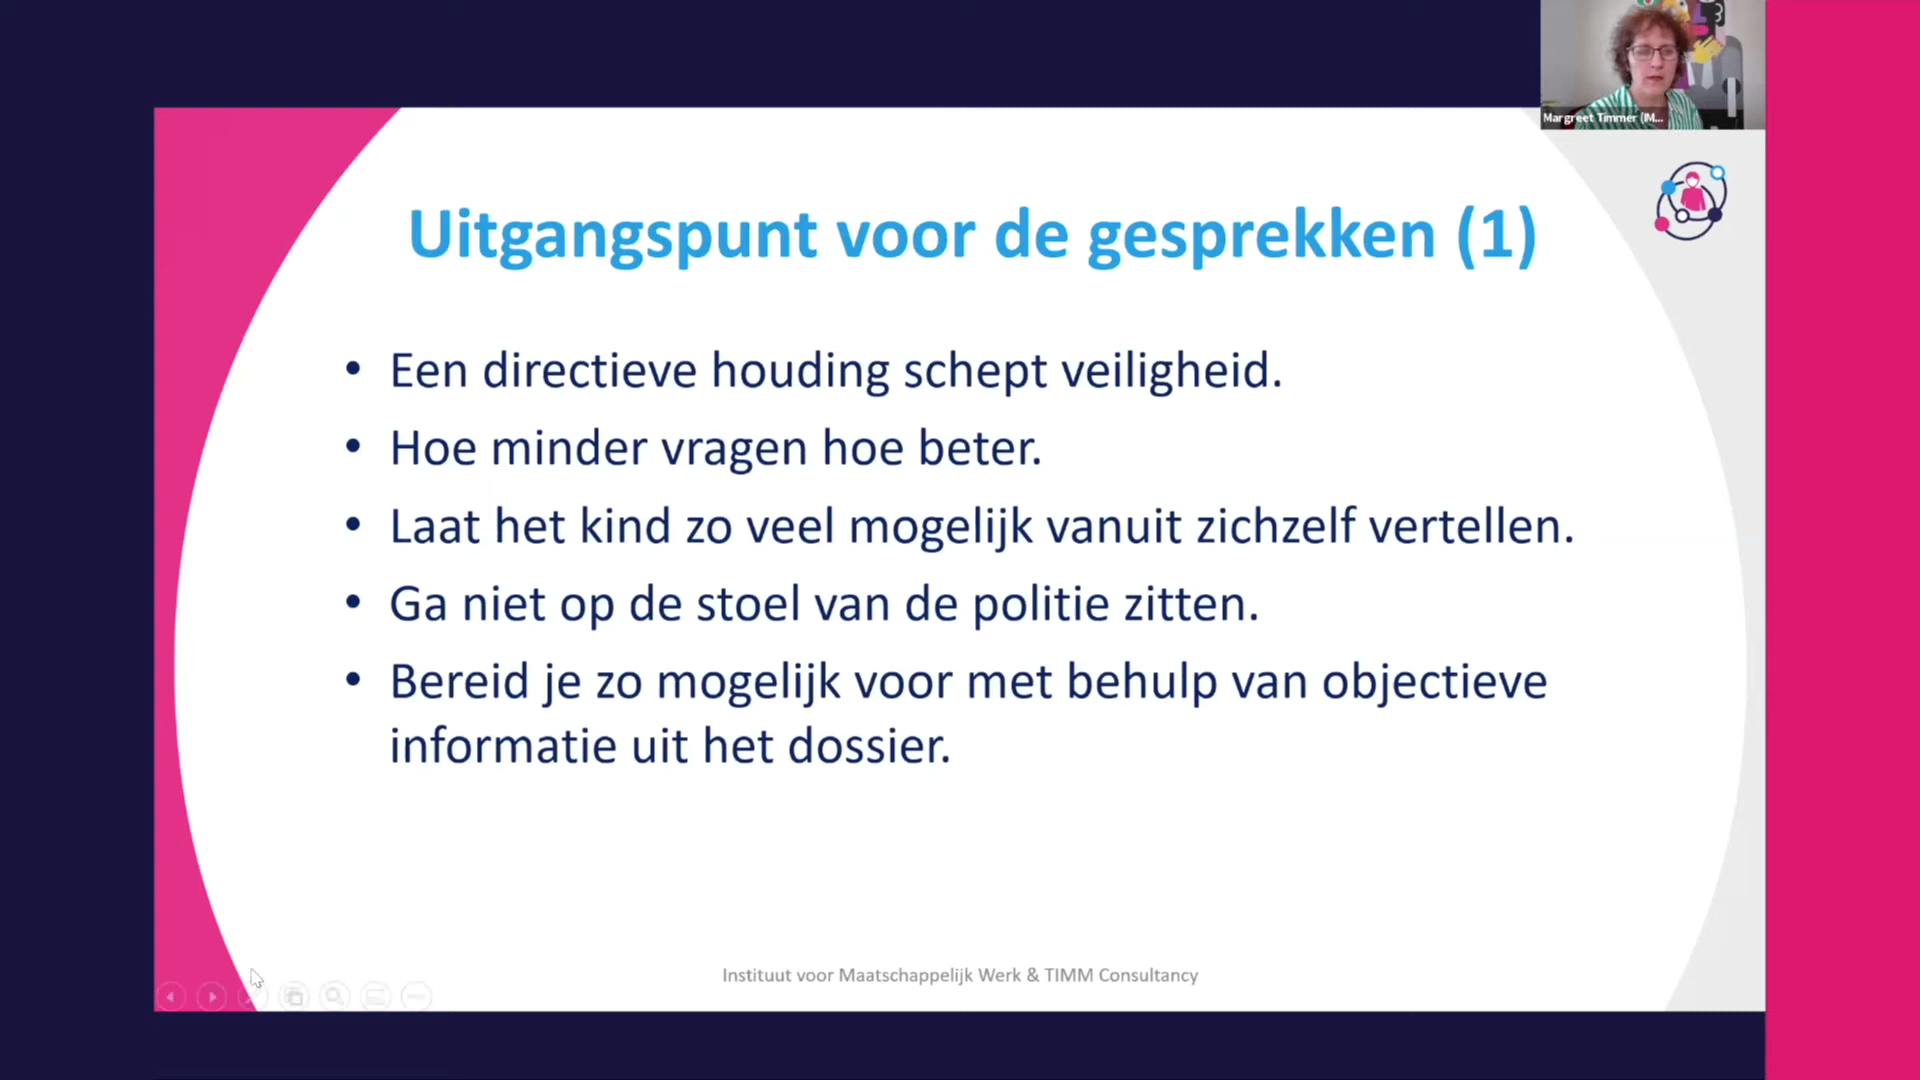 Margreet Timmer (IM...
Uitgangspunt voor de gesprekken (1)
• Een directieve houding schept veiligheid.
• Hoe minder vragen hoe beter.
• Laat het kind zo veel mogelijk vanuit zichzelf vertellen.
• Ga niet op de stoel van de politie zitten.
• Bereid je zo mogelijk voor met behulp van objectieve
informatie uit het dossier.
Instituut voor Maatschappelijk Werk & TIMM Consultancy